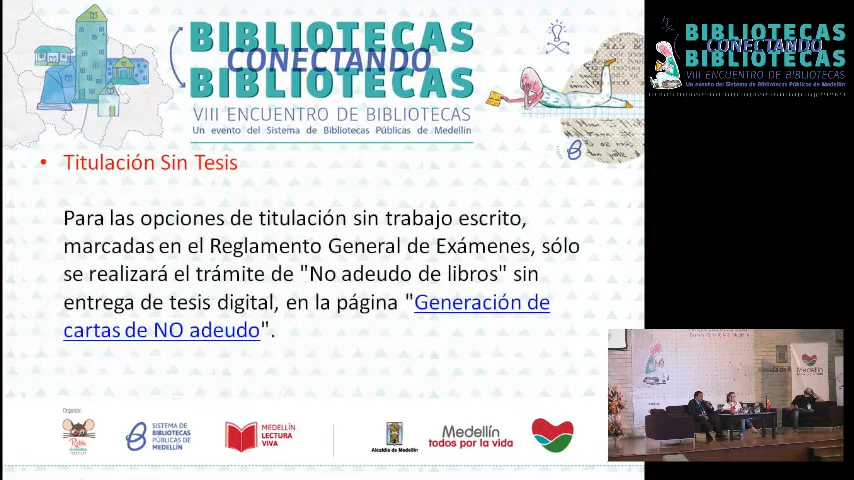 BIBLIOTECAS
CONECTANDO
BIBLIOTECAS
VIII ENCUENTRO DE BIBLIOTECAS
Un evento del Sistema de Bibliotecas Públicas de Medellín
• Titulación Sin Tesis
Para las opciones de titulación sin trabajo escrito,
marcadas en el Reglamento General de Exámenes, sólo
se realizará el trámite de "No adeudo de libros" sin
entrega de tesis digital, en la página "Generación de
cartas de NO adeudo".
Organiza:
SISTEMA DE
BIBLIOTECAS
PÚBLICAS DE
MEDELLÍN
MEDELLÍN
LECTURA
VIVA
Alcaldía de Medellín
Medellín
todos por la vida
BIBLIOTECAS
CONECTANDO
BIBLIOTECAS
VIII ENCUENTRO DE BIBLIOTECAS
Un evento del Sistema de Bibliotecas Públicas de Medellín
Medellín